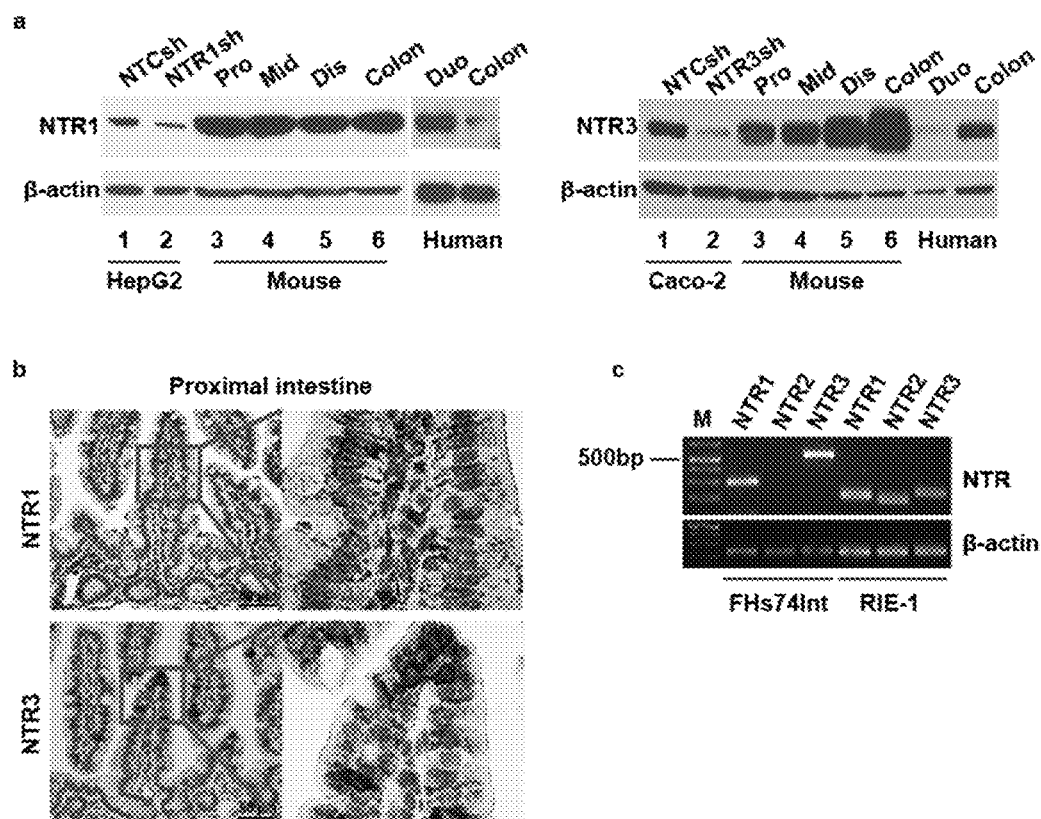 a
NTCsh NTR1sh Pro Mid Dis Colon Duo Colon
NTR1
β-actin
1 2 3 4 5 6 Human
HepG2 Mouse
NTCsh NTR3sh Pro Mid Dis Colon Duo Colon
NTR3
β-actin
1 2 3 4 5 6 Human
Caco-2 Mouse
b
Proximal intestine
NTR1
NTR3
c
M NTR1 NTR2 NTR3 NTR1 NTR2 NTR3
500bp
NTR
β-actin
FHs74Int RIE-1